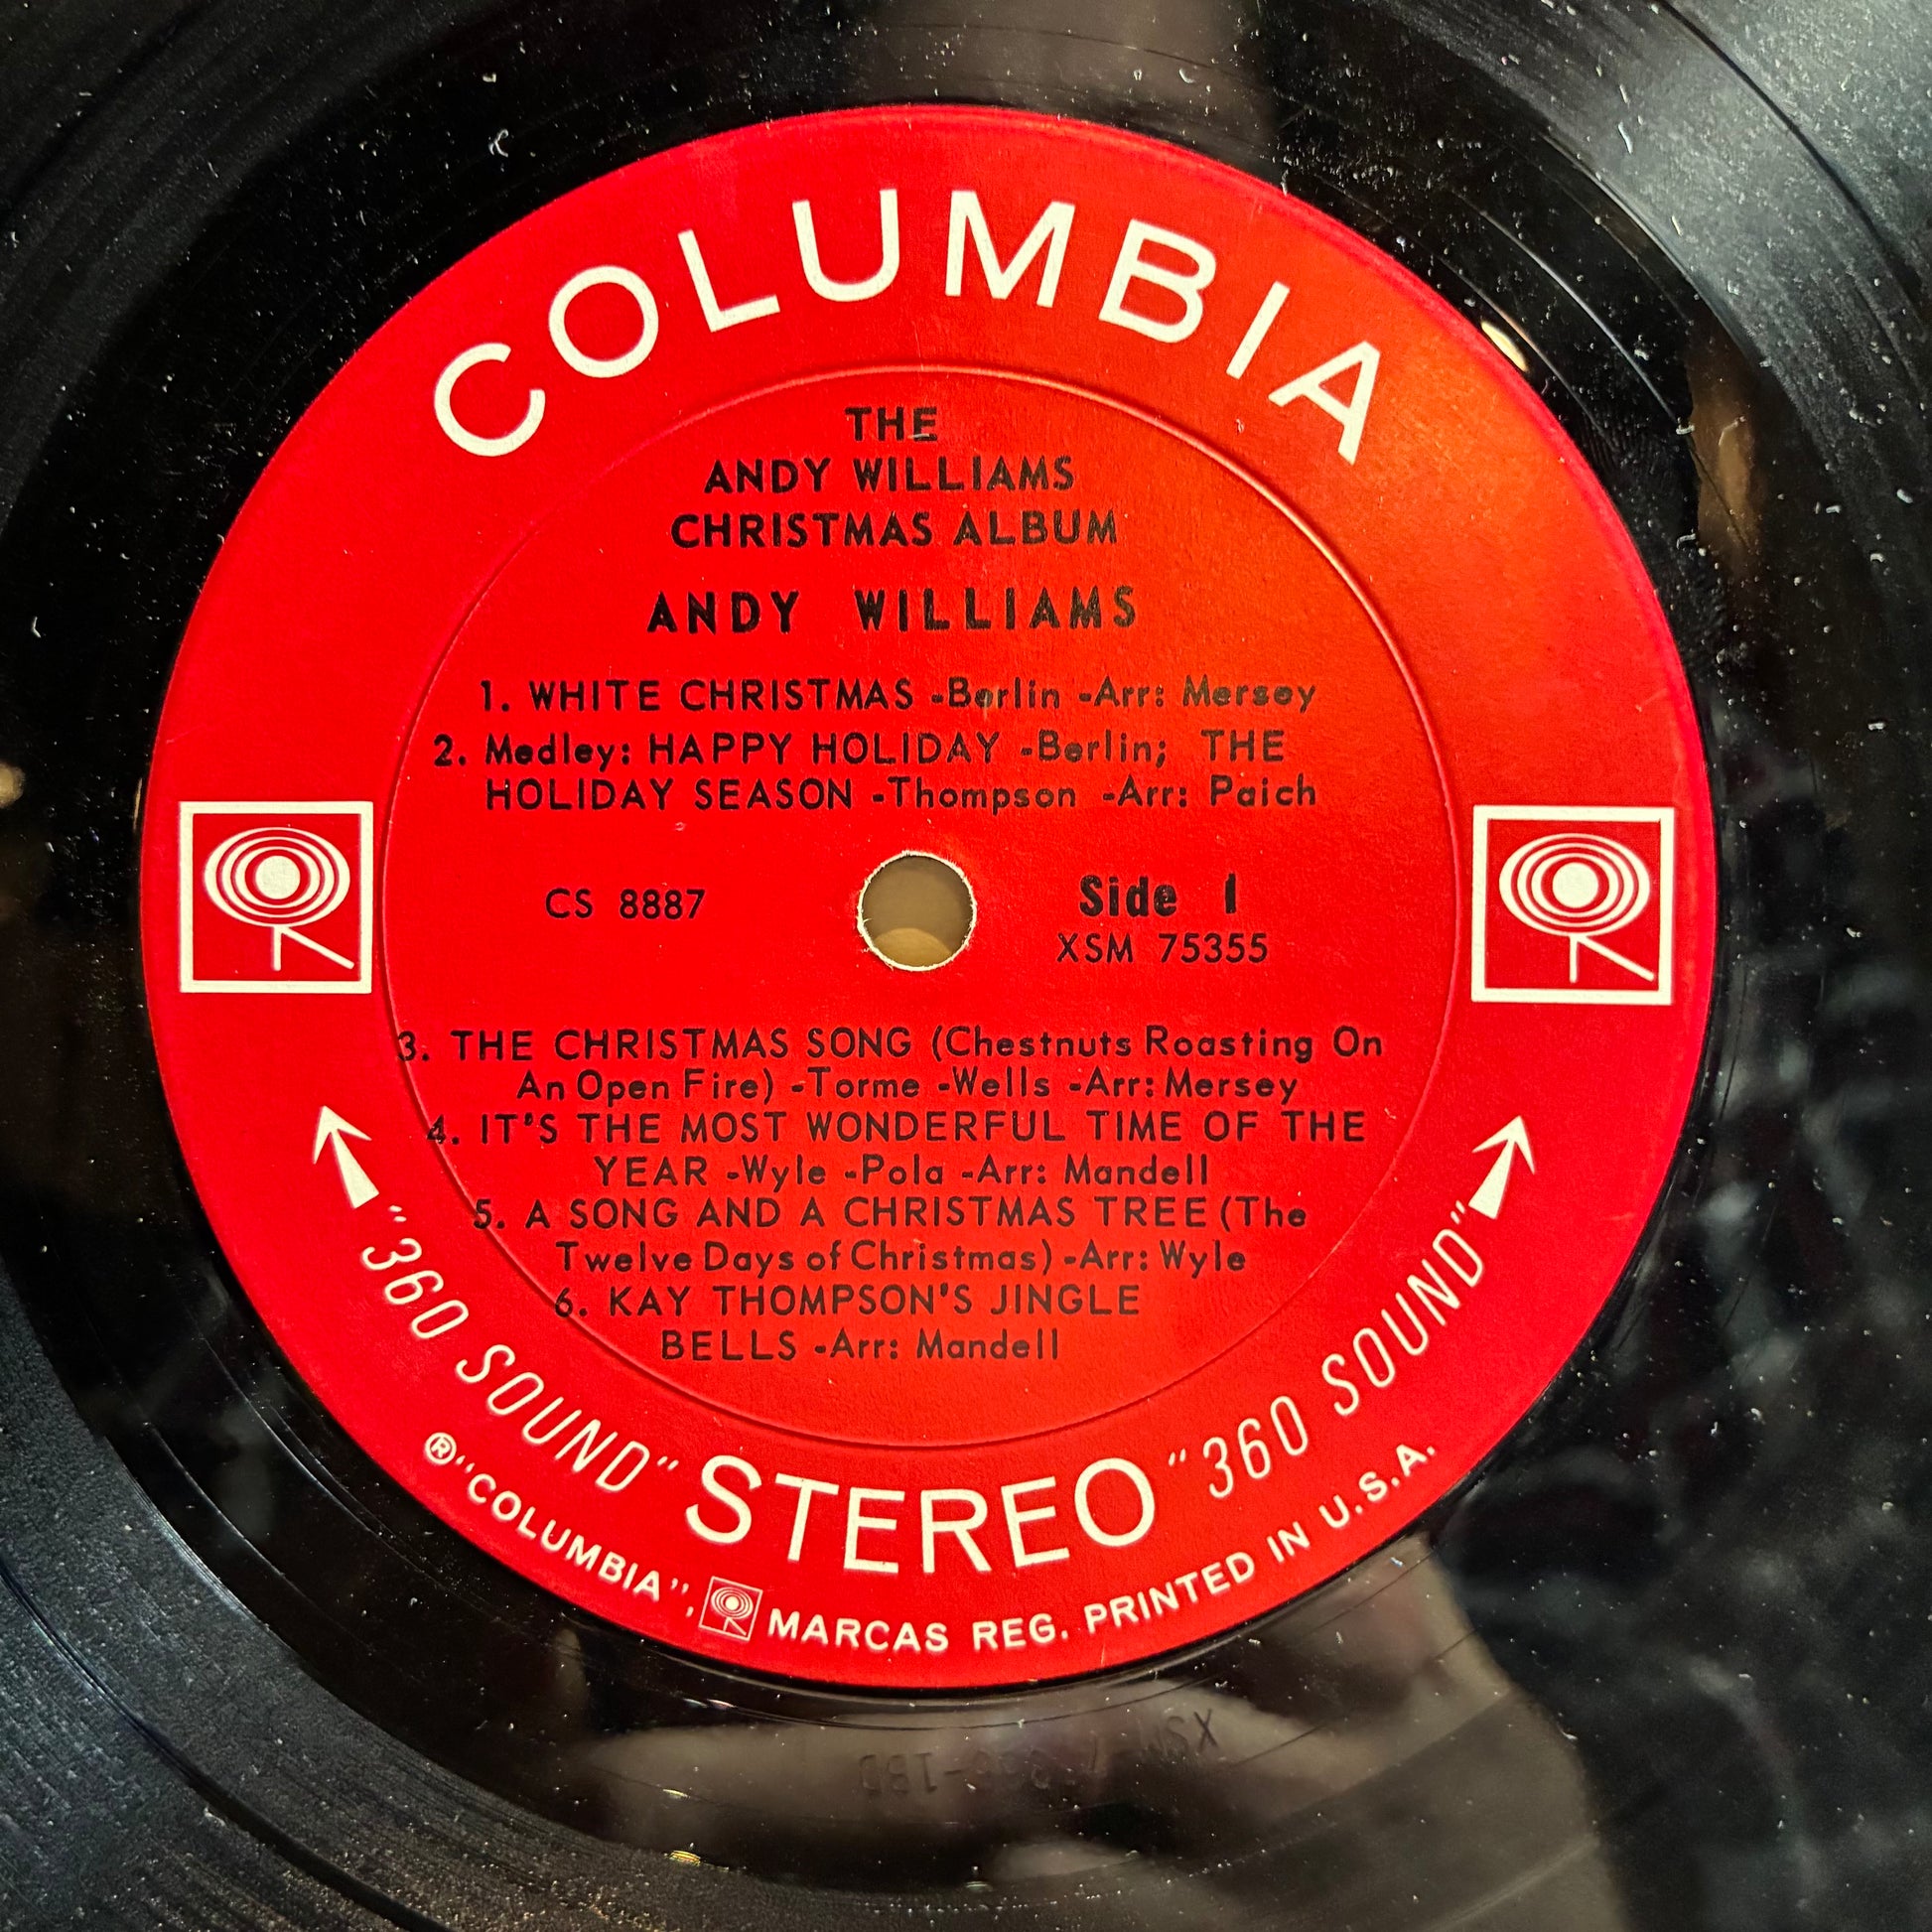 COLUMBIA
THE
ANDY WILLIAMS
CHRISTMAS ALBUM
ANDY WILLIAMS
1. WHITE CHRISTMAS -Berlin -Arr: Mersey
2. Medley: HAPPY HOLIDAY -Berlin; THE
HOLIDAY SEASON -Thompson -Arr: Paich
CS 8887
Side 1
XSM 75355
3. THE CHRISTMAS SONG (Chestnuts Roasting On
An Open Fire) -Torme -Wells -Arr: Mersey
4. IT'S THE MOST WONDERFUL TIME OF THE
YEAR -Wyle -Pola -Arr: Mandell
5. A SONG AND A CHRISTMAS TREE (The
Twelve Days of Christmas) -Arr: Wyle
6. KAY THOMPSON'S JINGLE
BELLS -Arr: Mandell
"360 SOUND" STEREO "360 SOUND"
® "COLUMBIA", MARCAS REG. PRINTED IN U.S.A.